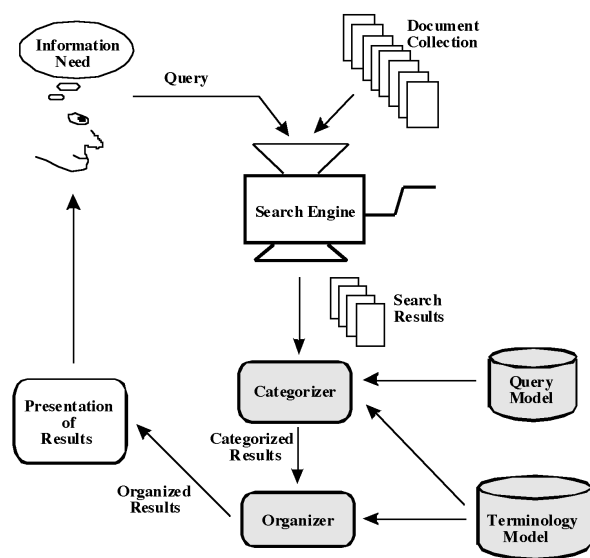 Information
Need
Query
Document
Collection
Search Engine
Search
Results
Categorizer
Query
Model
Presentation
of
Results
Categorized
Results
Organized
Results
Organizer
Terminology
Model